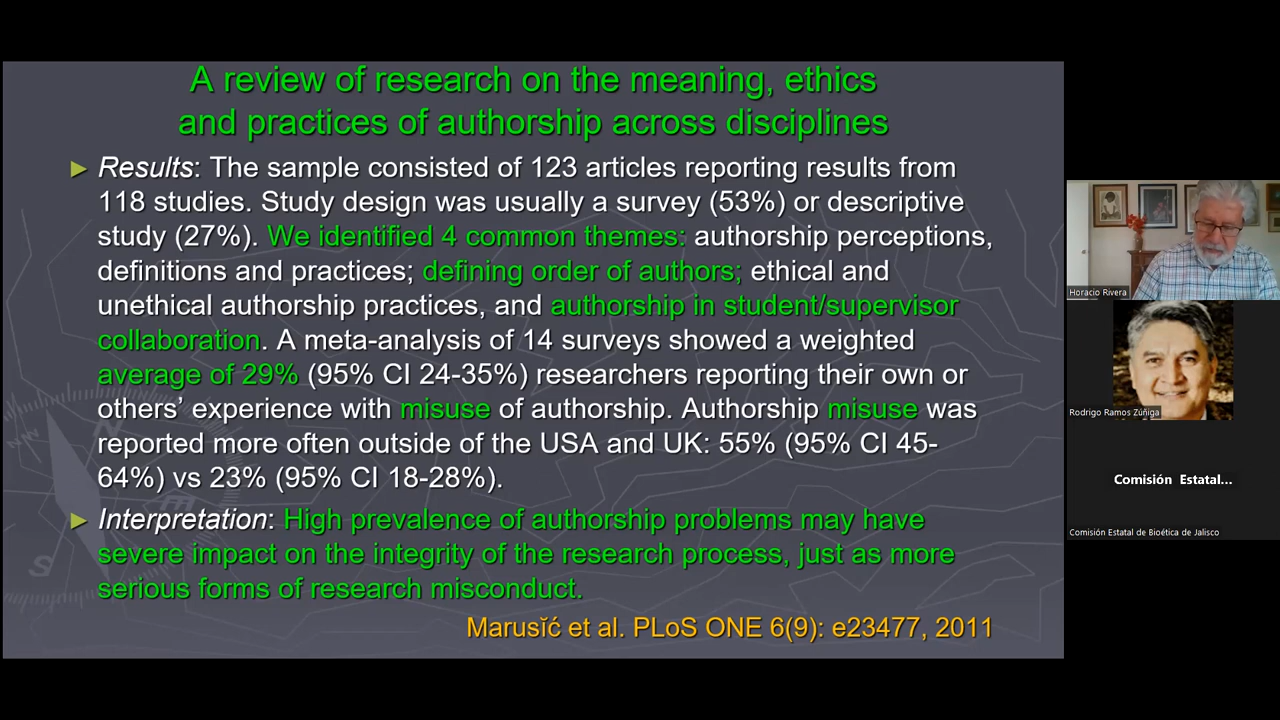 A review of research on the meaning, ethics
and practices of authorship across disciplines
Results: The sample consisted of 123 articles reporting results from
118 studies. Study design was usually a survey (53%) or descriptive
study (27%). We identified 4 common themes: authorship perceptions,
definitions and practices; defining order of authors; ethical and
unethical authorship practices, and authorship in student/supervisor
collaboration. A meta-analysis of 14 surveys showed a weighted
average of 29% (95% CI 24-35%) researchers reporting their own or
others’ experience with misuse of authorship. Authorship misuse was
reported more often outside of the USA and UK: 55% (95% CI 45-
64%) vs 23% (95% CI 18-28%).
Interpretation: High prevalence of authorship problems may have
severe impact on the integrity of the research process, just as more
serious forms of research misconduct.
Marusĭć et al. PLoS ONE 6(9): e23477, 2011
Horacio Rivera
Rodrigo Ramos Zúñiga
Comisión Estatal...
Comisión Estatal de Bioética de Jalisco
S